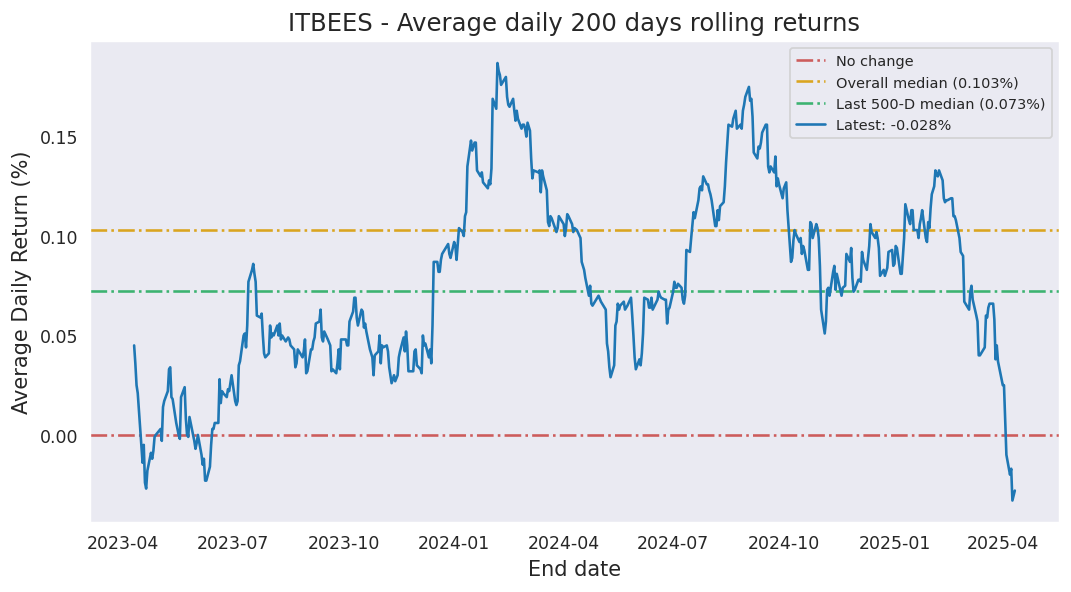 ITBEES - Average daily 200 days rolling returns
No change
Overall median (0.103%)
Last 500-D median (0.073%)
Latest: -0.028%
Average Daily Return (%)
0.15
0.10
0.05
0.00
2023-04 2023-07 2023-10 2024-01 2024-04 2024-07 2024-10 2025-01 2025-04
End date